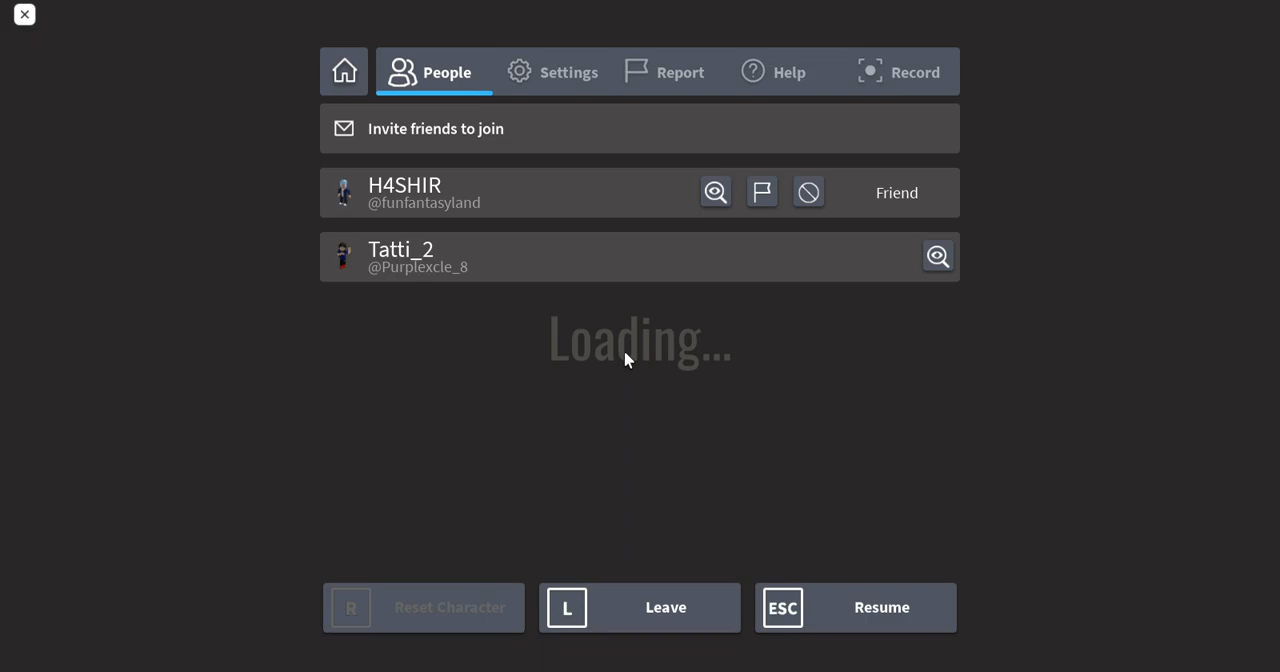 People
Settings
Report
Help
Record
Invite friends to join
H4SHIR
@funfantasyland
Friend
Tatti_2
@Purplexcle_8
Loading...
R
Reset Character
L
Leave
ESC
Resume